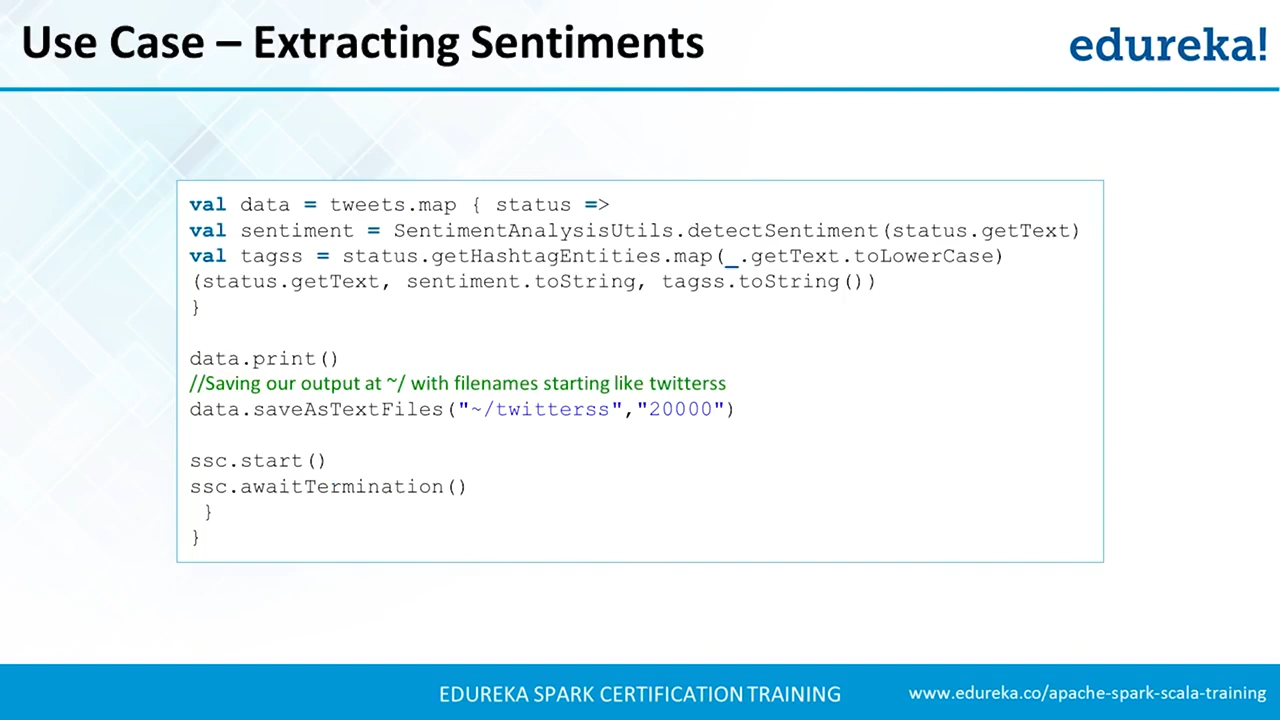 Use Case – Extracting Sentiments
edureka!
val data = tweets.map { status =>
val sentiment = SentimentAnalysisUtils.detectSentiment(status.getText)
val tagss = status.getHashtagEntities.map(_.getText.toLowerCase)
(status.getText, sentiment.toString, tagss.toString())
}
data.print()
//Saving our output at ~/ with filenames starting like twitterss
data.saveAsTextFiles("~/twitterss","20000")
ssc.start()
ssc.awaitTermination()
}
}
EDUREKA SPARK CERTIFICATION TRAINING
www.edureka.co/apache-spark-scala-training